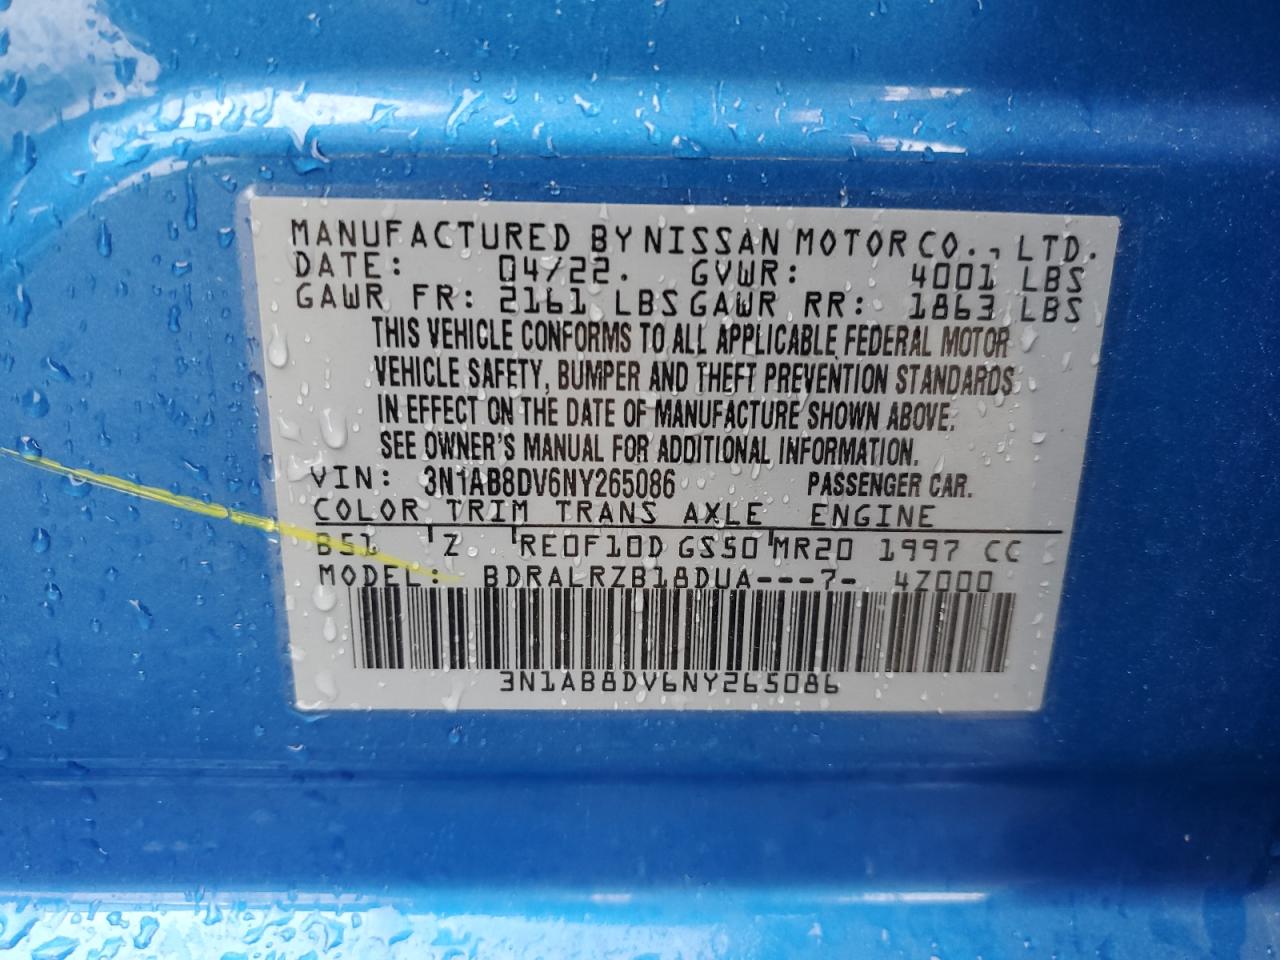 MANUFACTURED BY NISSAN MOTOR CO., LTD.
DATE: 04/22. GVWR: 4001 LBS
GAWR FR: 2161 LBS GAWR RR: 1863 LBS
THIS VEHICLE CONFORMS TO ALL APPLICABLE FEDERAL MOTOR
VEHICLE SAFETY, BUMPER AND THEFT PREVENTION STANDARDS
IN EFFECT ON THE DATE OF MANUFACTURE SHOWN ABOVE.
SEE OWNER'S MANUAL FOR ADDITIONAL INFORMATION.
VIN: 3N1AB8DV6NY265086 PASSENGER CAR.
COLOR TRIM TRANS AXLE ENGINE
B51 Z RE0F10D GS50 MR20 1997 CC
MODEL: BDRALRZB18DUA---7- 4Z000
3N1AB8DV6NY265086